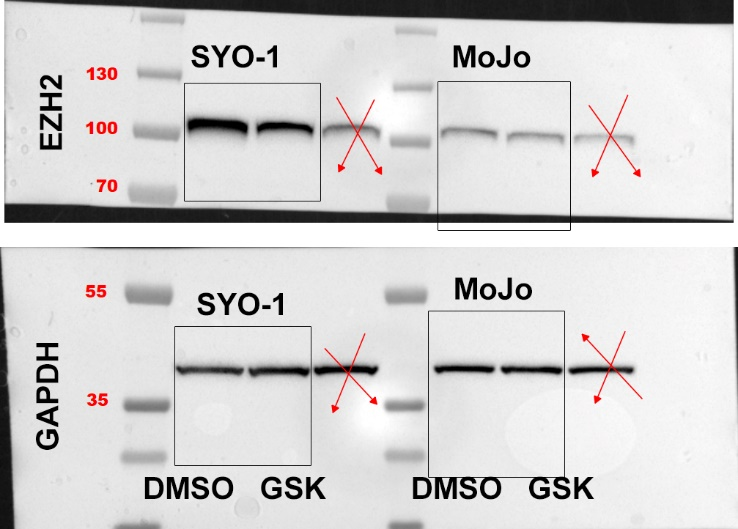 SYO-1 MoJo
EZH2
130
100
70
SYO-1 MoJo
GAPDH
55
35
DMSO GSK DMSO GSK